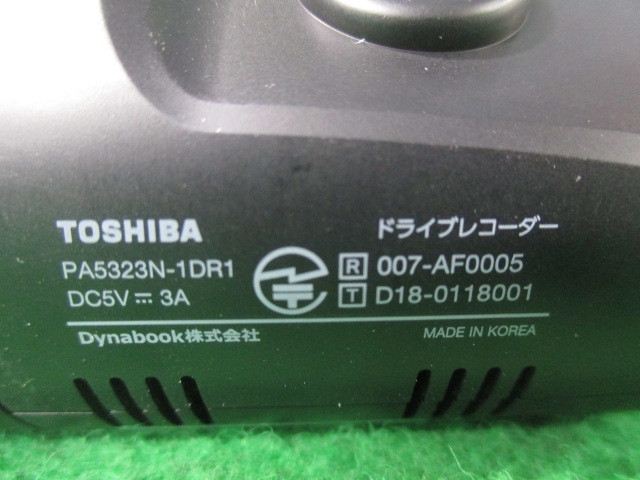 TOSHIBA ドライブレコーダー
PA5323N-1DR1 R 007-AF0005
DC5V ⎓ 3A T D18-0118001
Dynabook株式会社 MADE IN KOREA